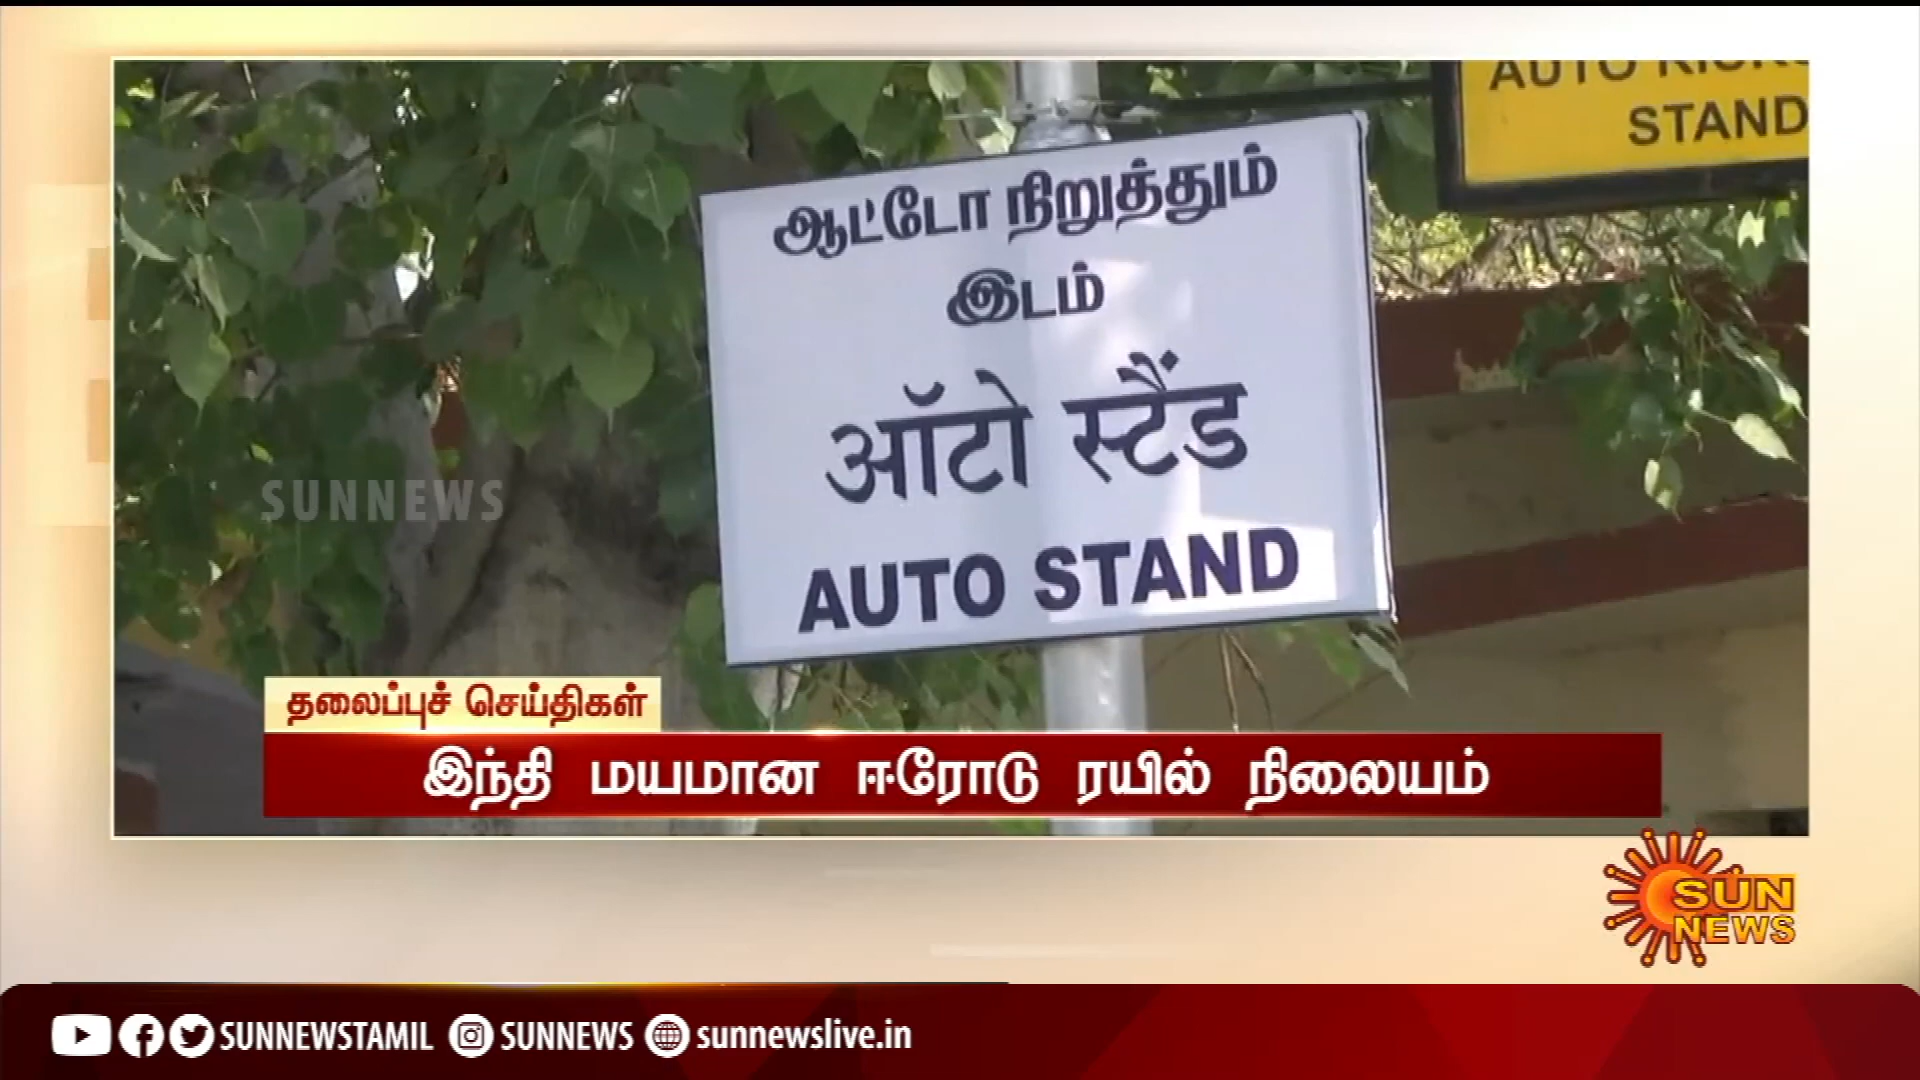 AUTO
STAND
ஆட்டோ நிறுத்தும்
இடம்
ऑटो स्टैंड
AUTO STAND
SUNNEWS
தலைப்புச் செய்திகள்
இந்தி மயமான ஈரோடு ரயில் நிலையம்
SUN
NEWS
SUNNEWSTAMIL SUNNEWS sunnewslive.in